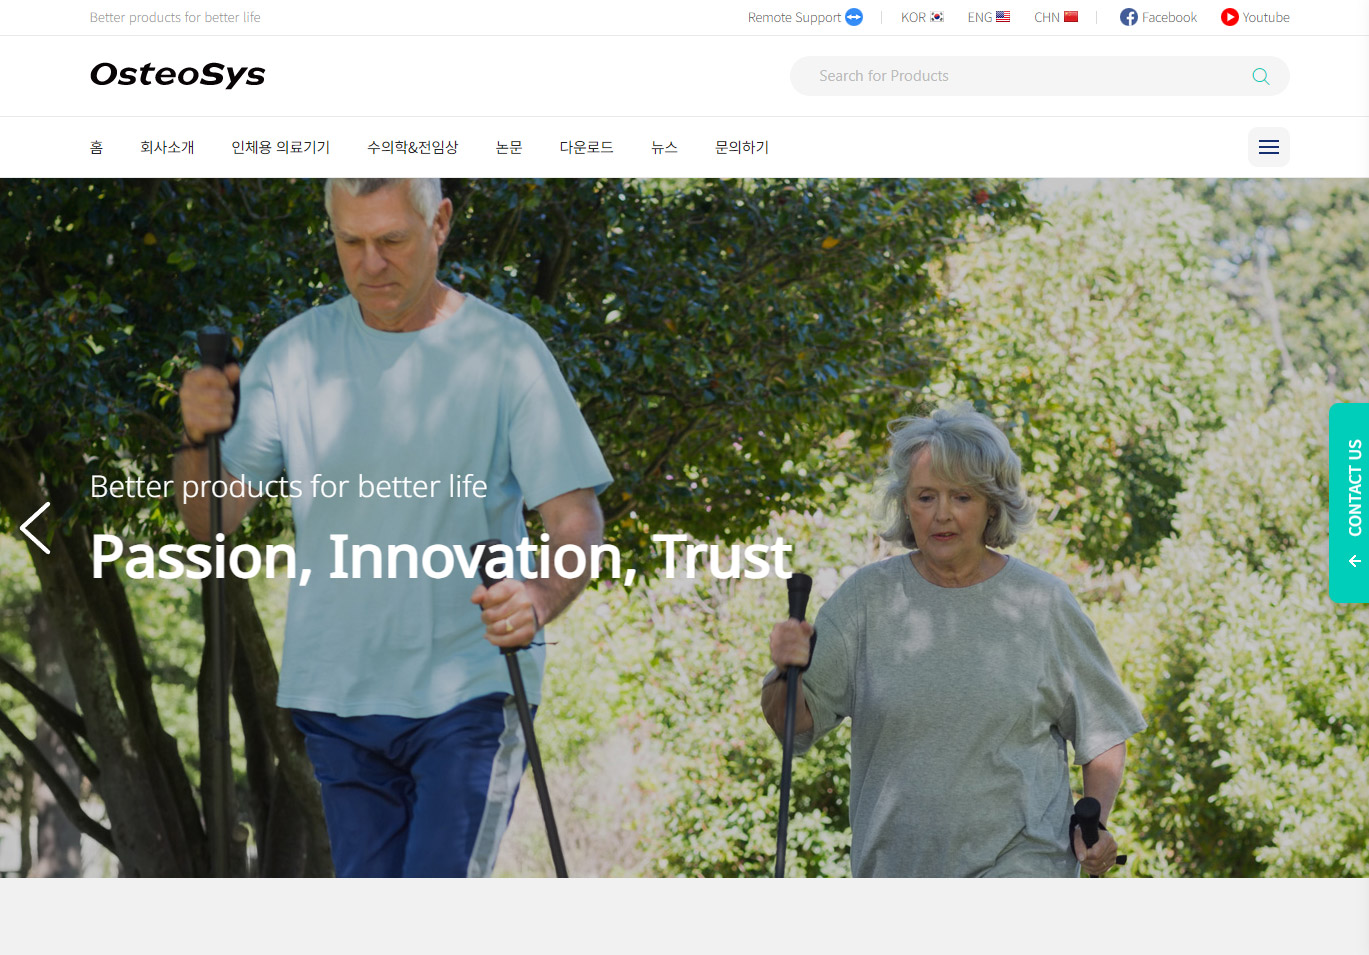 Better products for better life
Remote Support
KOR
ENG
CHN
Facebook
Youtube
OsteoSys
Search for Products
홈
회사소개
인체용 의료기기
수의학&전임상
논문
다운로드
뉴스
문의하기
Better products for better life
Passion, Innovation, Trust
CONTACT US